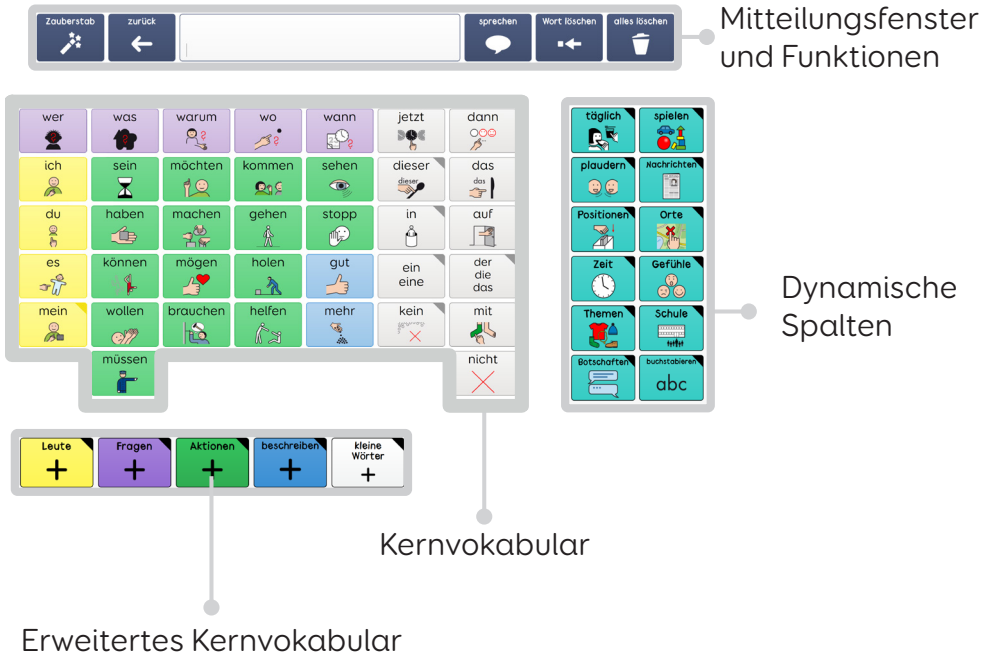 Zauberstab zurück sprechen Wort löschen alles löschen
Mitteilungsfenster
und Funktionen
wer was warum wo wann jetzt dann
ich sein möchten kommen sehen dieser das
dieser das
du haben machen gehen stopp in auf
es können mögen holen gut ein
eine der
die
das
mein wollen brauchen helfen mehr kein mit
müssen nicht
täglich spielen
plaudern Nachrichten
Positionen Orte
Zeit Gefühle
Themen Schule
Botschaften buchstabieren
abc
Dynamische
Spalten
Leute Fragen Aktionen beschreiben kleine
Wörter
+ + + + +
Kernvokabular
Erweitertes Kernvokabular